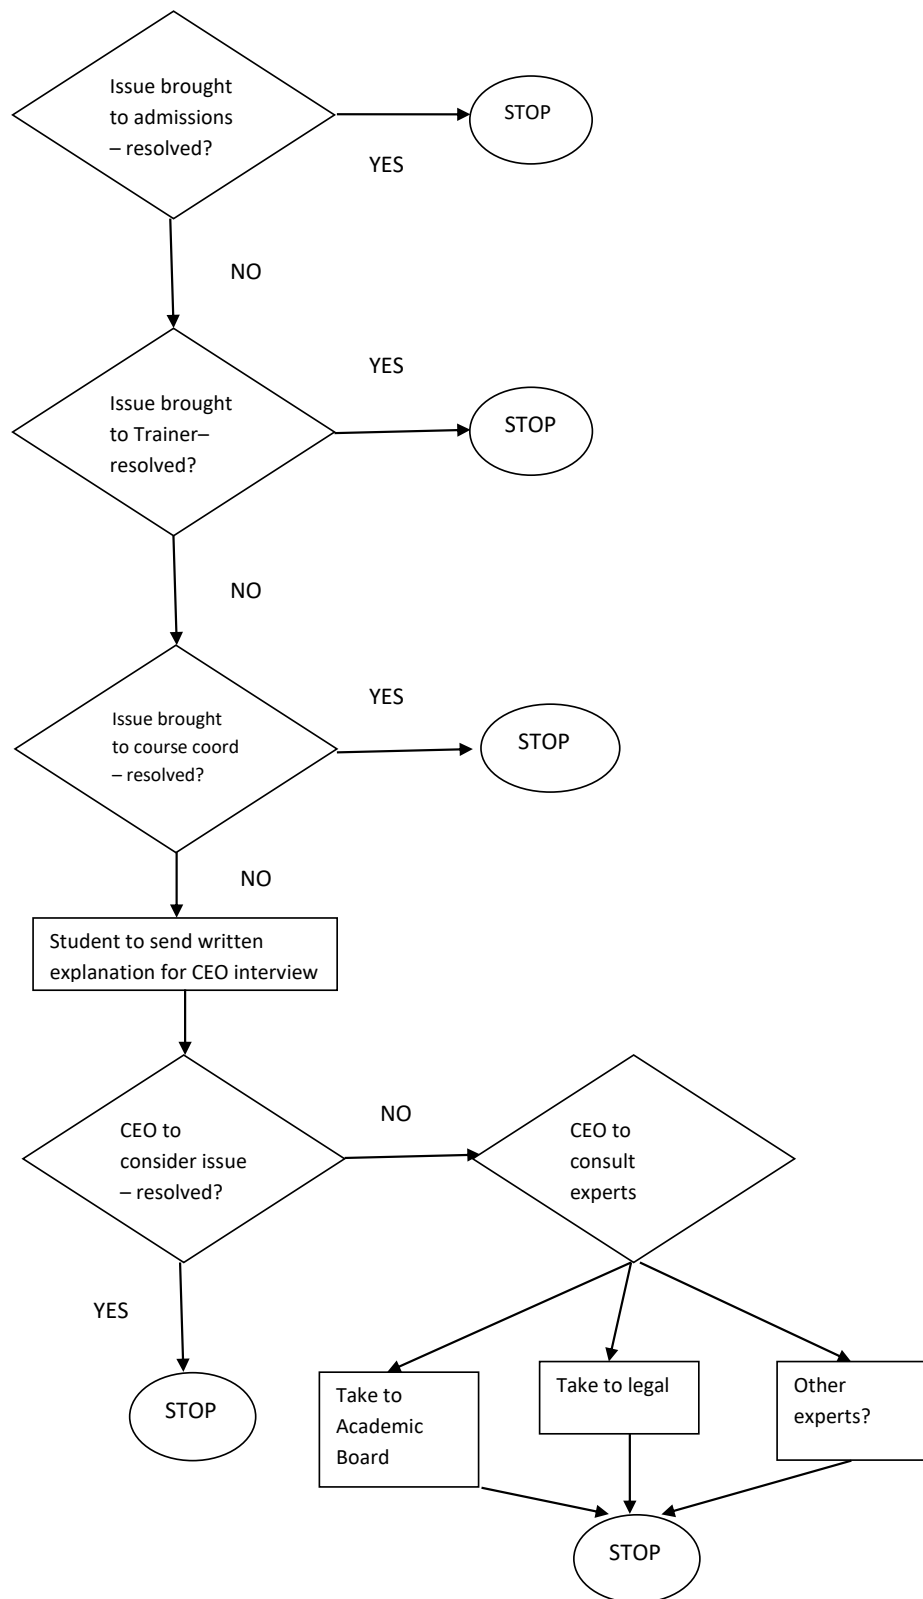 Issue brought
to admissions
– resolved?
STOP
YES
NO
YES
Issue brought
to Trainer–
resolved?
STOP
NO
YES
Issue brought
to course coord
– resolved?
STOP
NO
Student to send written
explanation for CEO interview
NO
CEO to
consider issue
– resolved?
CEO to
consult
experts
YES
STOP
Take to
Academic
Board
Take to legal
Other
experts?
STOP